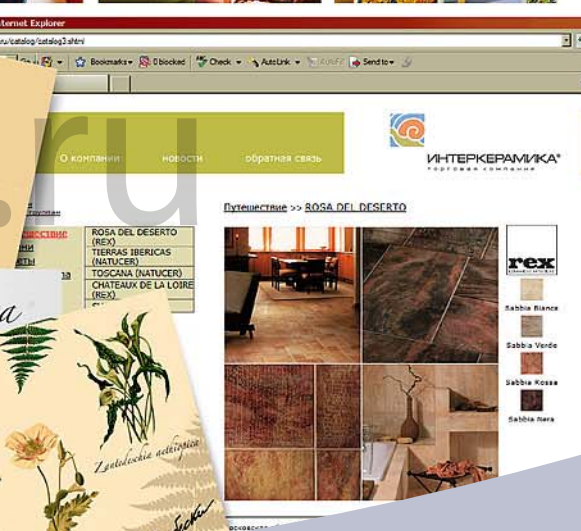 ternet Explorer
ru/catalog/catalog3.shtml
Bookmarks
0 blocked
Check
AutoLink
AutoFill
Send to
.ru
О компании
новости
обратная связь
ИНТЕРКЕРАМИКА®
торговая компания
Путешествие >> ROSA DEL DESERTO
ROSA DEL DESERTO
(REX)
TIERRAS IBERICAS
(NATUCER)
TOSCANA (NATUCER)
CHATEAUX DE LA LOIRE
(REX)
rex
Sabbia Bianca
Sabbia Verde
Sabbia Rossa
Sabbia Nera
Zantedeschia aethiopica